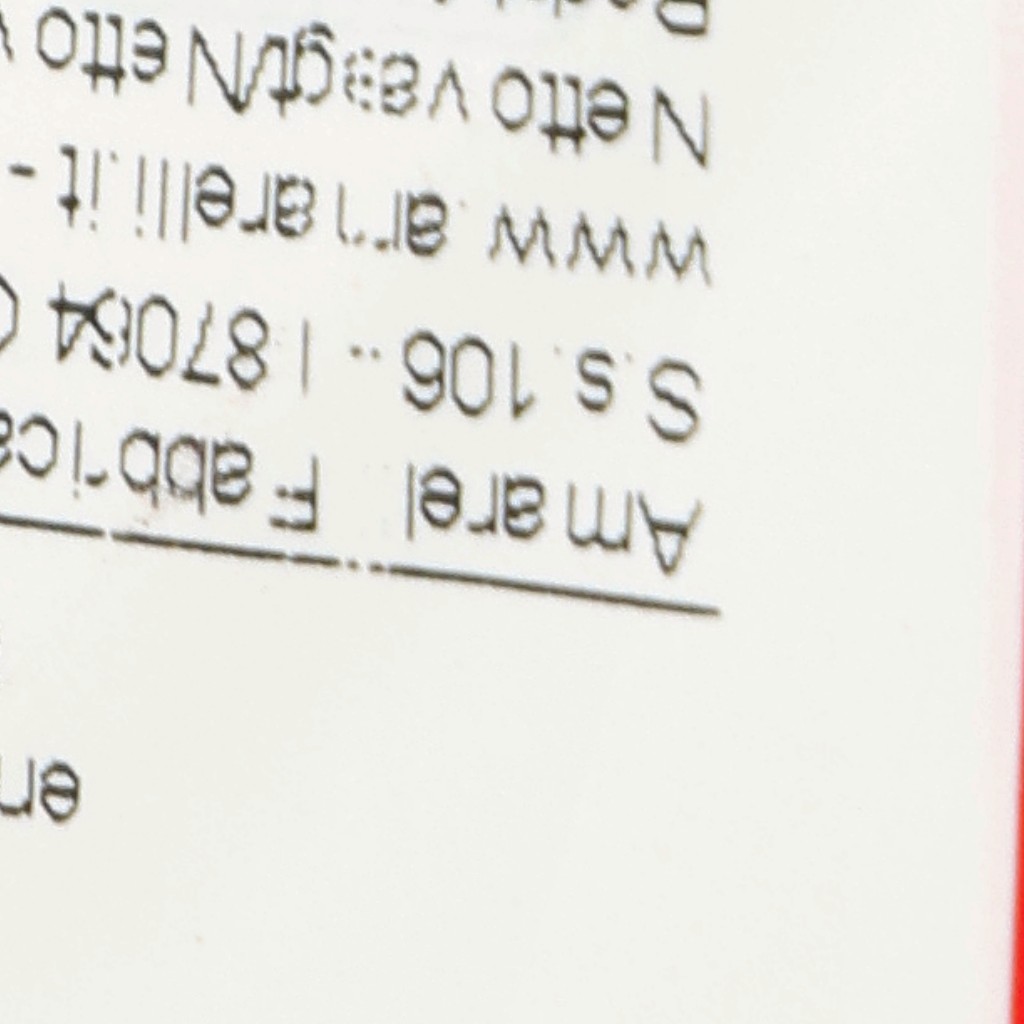 Amarel Fabbrica
S.s. 106 - I 87064
www.amarelli.it -
Netto vægt/Netto